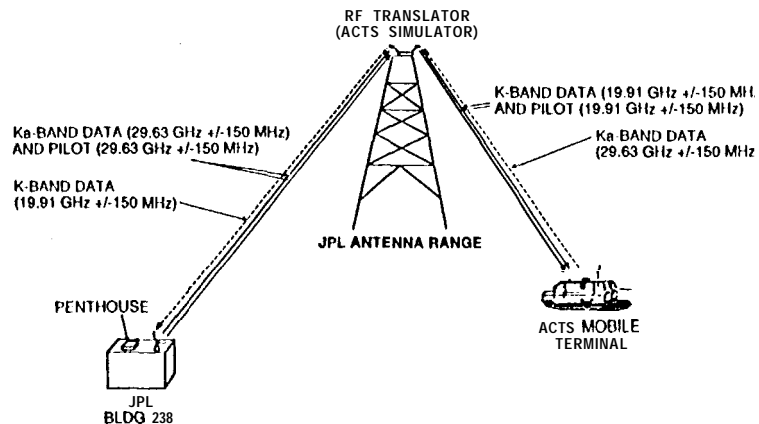 RF TRANSLATOR
(ACTS SIMULATOR)
K-BAND DATA (19.91 GHz +/-150 MH
AND PILOT (19.91 GHz +/-150 MHz)
Ka-BAND DATA (29.63 GHz +/-150 MHz)
AND PILOT (29.63 GHz +/-150 MHz)
Ka-BAND DATA
(29.63 GHz +/-150 MHz
K-BAND DATA
(19.91 GHz +/-150 MHz)
JPL ANTENNA RANGE
PENTHOUSE
ACTS MOBILE
TERMINAL
JPL
BLDG 238